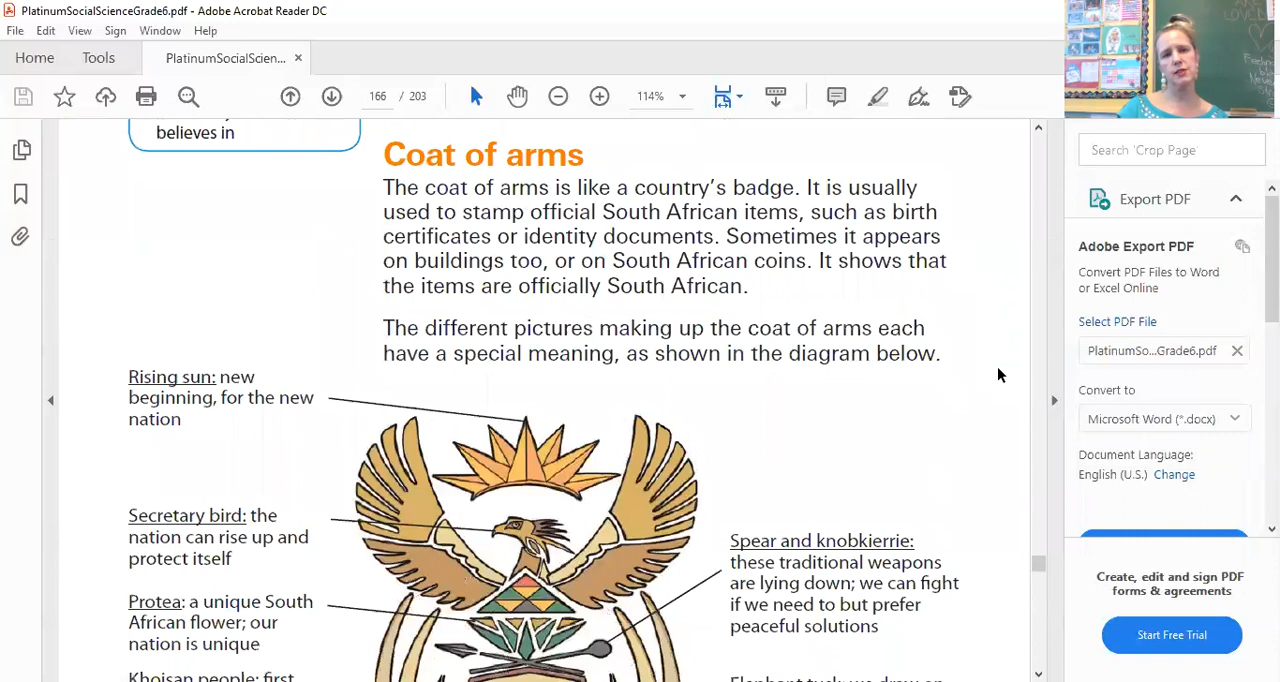 PlatinumSocialScienceGrade6.pdf - Adobe Acrobat Reader DC
File Edit View Sign Window Help
Home Tools PlatinumSocialScien... ×
166 / 203 114%
believes in
Coat of arms
The coat of arms is like a country's badge. It is usually
used to stamp official South African items, such as birth
certificates or identity documents. Sometimes it appears
on buildings too, or on South African coins. It shows that
the items are officially South African.
The different pictures making up the coat of arms each
have a special meaning, as shown in the diagram below.
Rising sun: new
beginning, for the new
nation
Secretary bird: the
nation can rise up and
protect itself
Protea: a unique South
African flower; our
nation is unique
Khoisan people: first
Spear and knobkierrie:
these traditional weapons
are lying down; we can fight
if we need to but prefer
peaceful solutions
Elephant tusk: we draw on
Search 'Crop Page'
Export PDF
Adobe Export PDF
Convert PDF Files to Word
or Excel Online
Select PDF File
PlatinumSo...Grade6.pdf
Convert to
Microsoft Word (*.docx)
Document Language:
English (U.S.) Change
Create, edit and sign PDF
forms & agreements
Start Free Trial